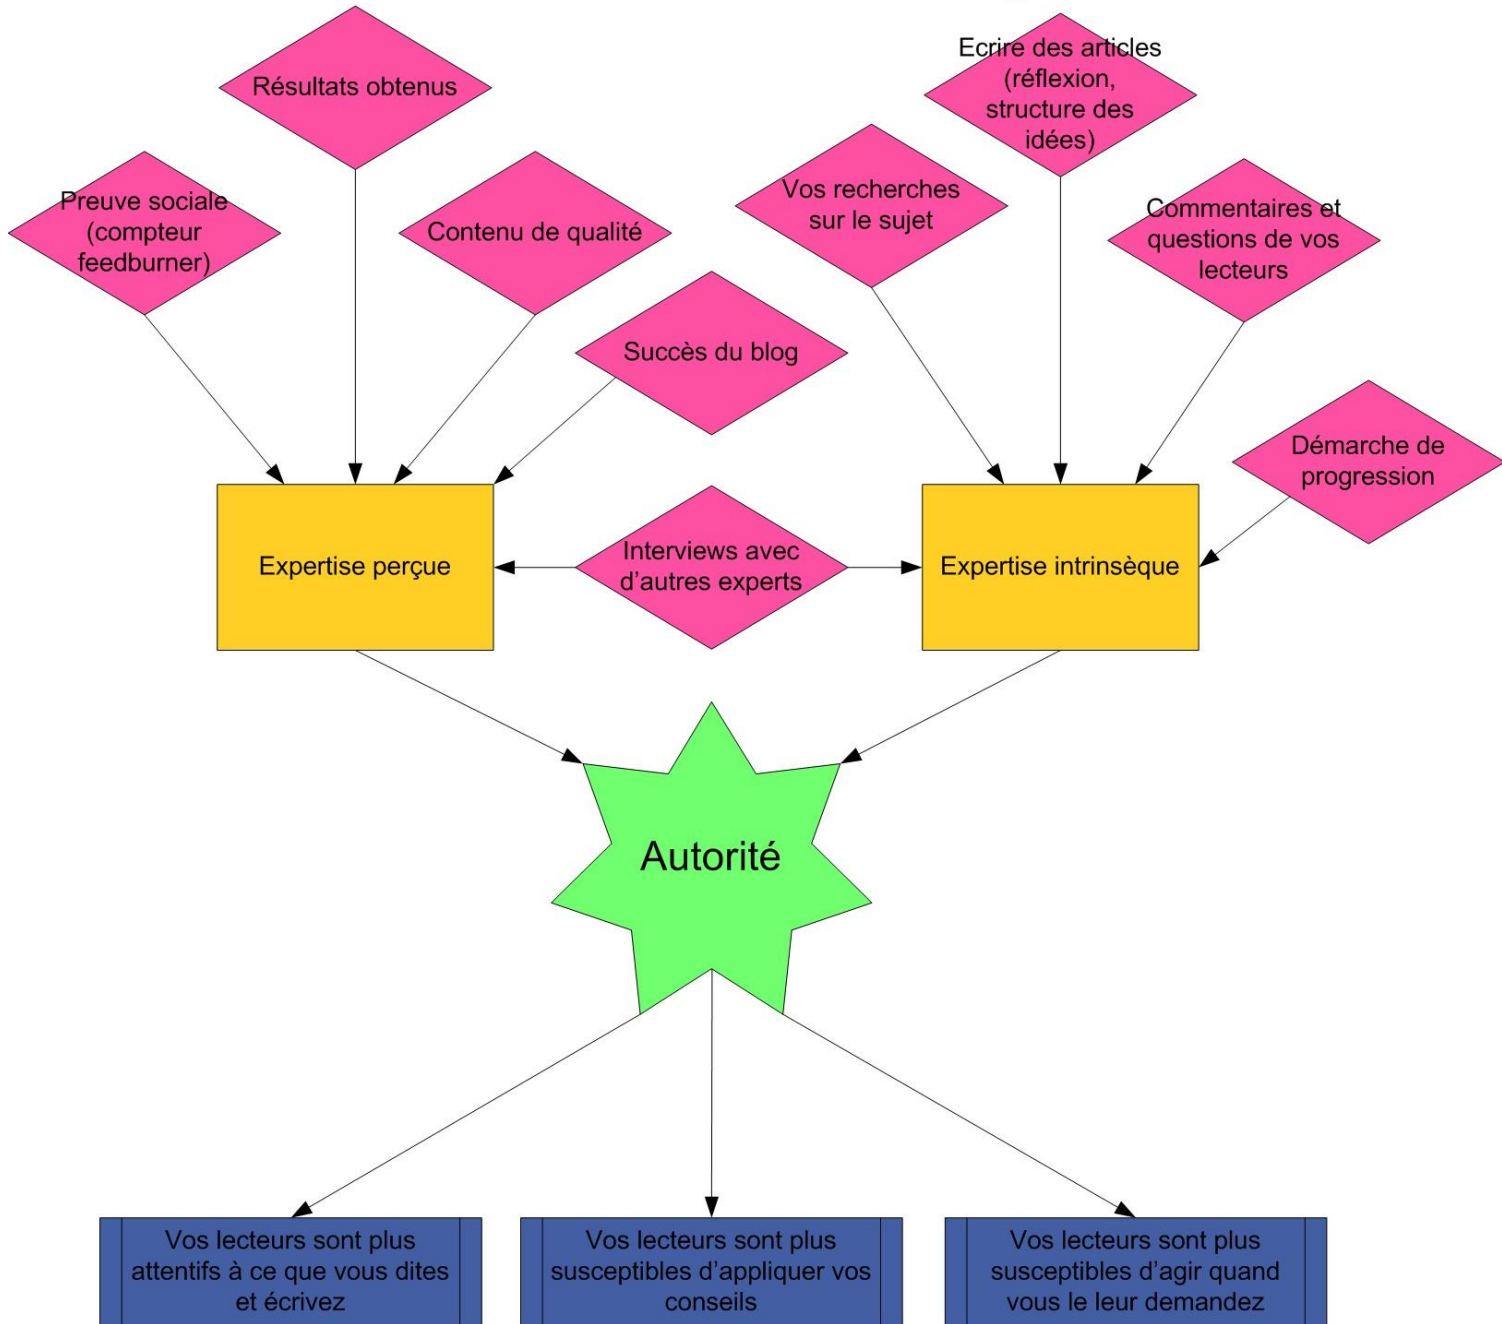 Résultats obtenus
Ecrire des articles
(réflexion,
structure des
idées)
Preuve sociale
(compteur
feedburner)
Contenu de qualité
Vos recherches
sur le sujet
Commentaires et
questions de vos
lecteurs
Succès du blog
Démarche de
progression
Expertise perçue
Interviews avec
d’autres experts
Expertise intrinsèque
Autorité
Vos lecteurs sont plus
attentifs à ce que vous dites
et écrivez
Vos lecteurs sont plus
susceptibles d’appliquer vos
conseils
Vos lecteurs sont plus
susceptibles d’agir quand
vous le leur demandez